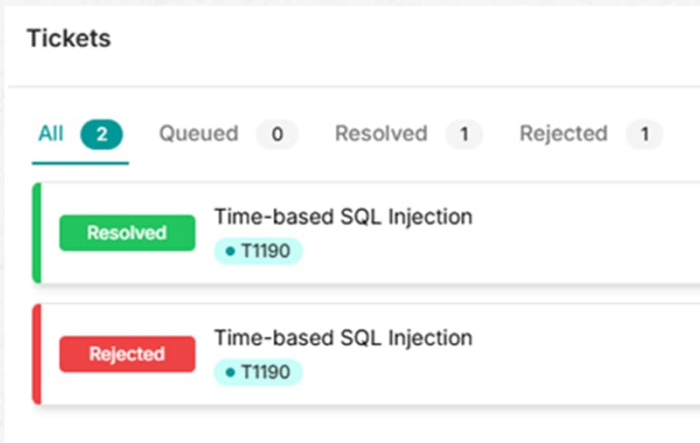 Tickets
All 2 Queued 0 Resolved 1 Rejected 1
Resolved Time-based SQL Injection
T1190
Rejected Time-based SQL Injection
T1190